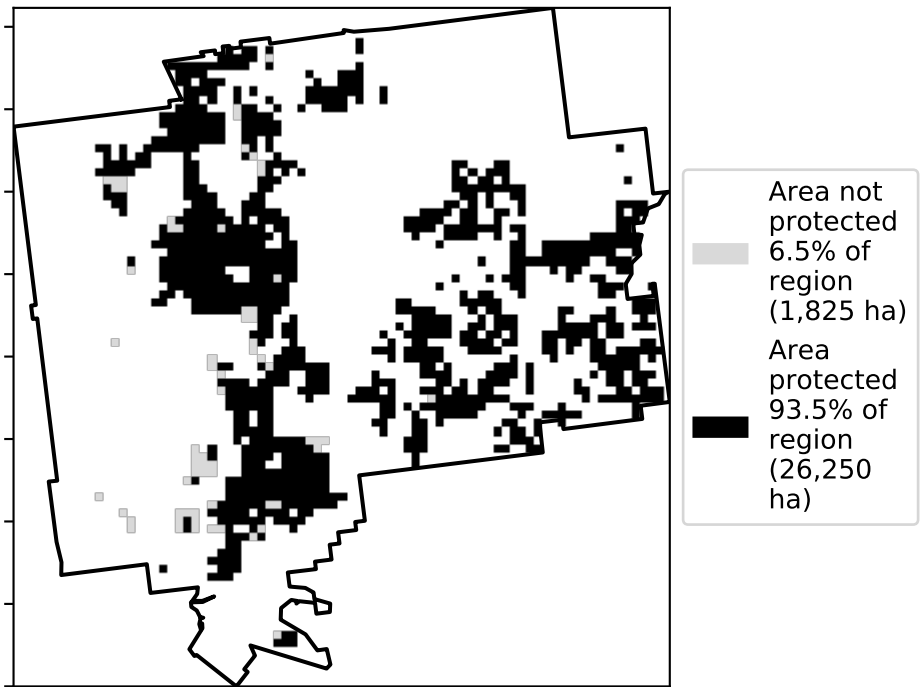 Area not
protected
6.5% of
region
(1,825 ha)
Area
protected
93.5% of
region
(26,250
ha)